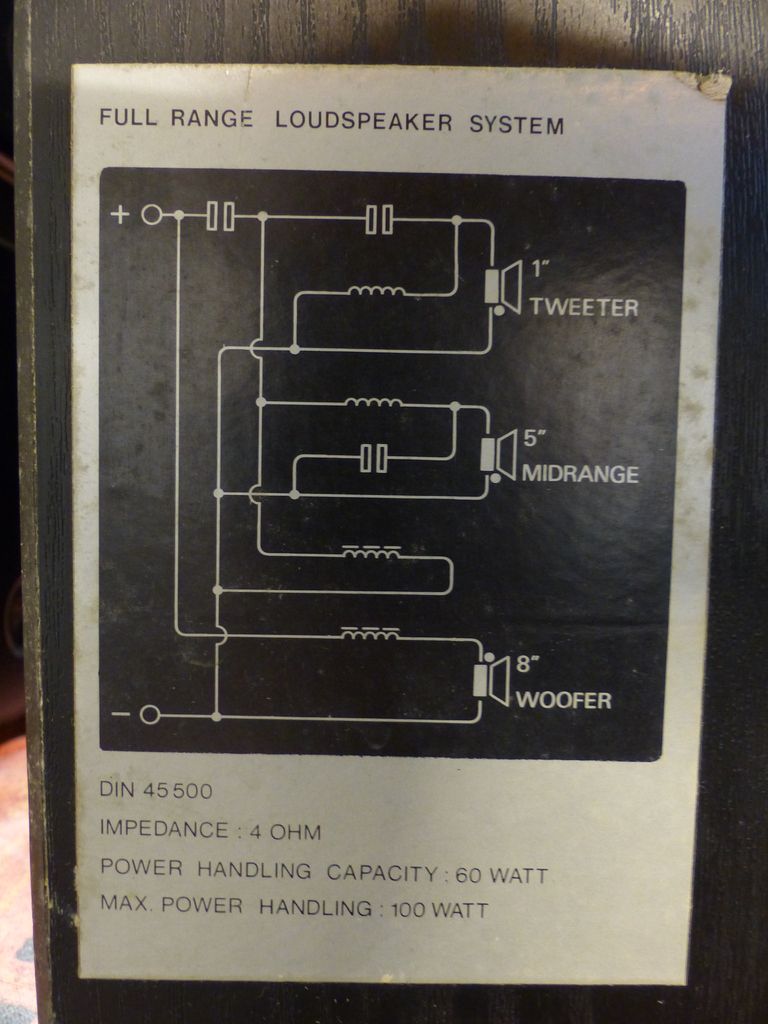 FULL RANGE LOUDSPEAKER SYSTEM
+
1"
TWEETER
5"
MIDRANGE
8"
WOOFER
−
DIN 45500
IMPEDANCE : 4 OHM
POWER HANDLING CAPACITY : 60 WATT
MAX. POWER HANDLING : 100 WATT